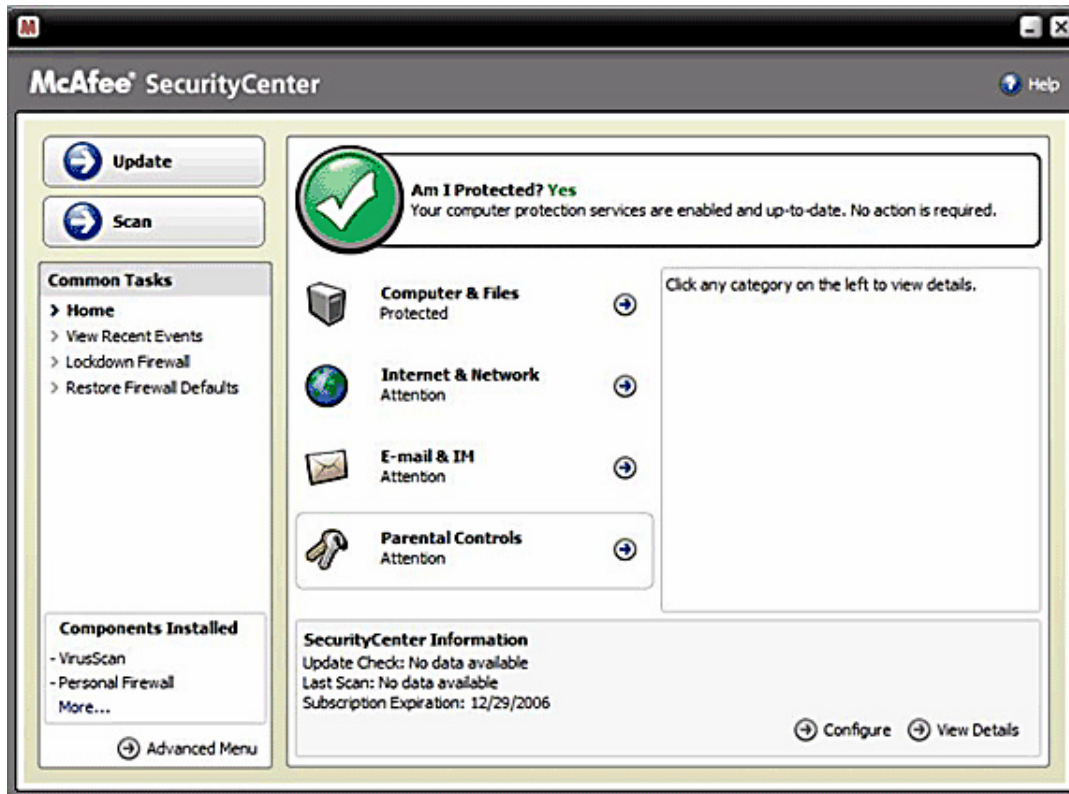 McAfee® SecurityCenter
Help
Update
Scan
Common Tasks
Home
View Recent Events
Lockdown Firewall
Restore Firewall Defaults
Components Installed
- VirusScan
- Personal Firewall
More...
Advanced Menu
Am I Protected? Yes
Your computer protection services are enabled and up-to-date. No action is required.
Computer & Files
Protected
Internet & Network
Attention
E-mail & IM
Attention
Parental Controls
Attention
Click any category on the left to view details.
SecurityCenter Information
Update Check: No data available
Last Scan: No data available
Subscription Expiration: 12/29/2006
Configure
View Details